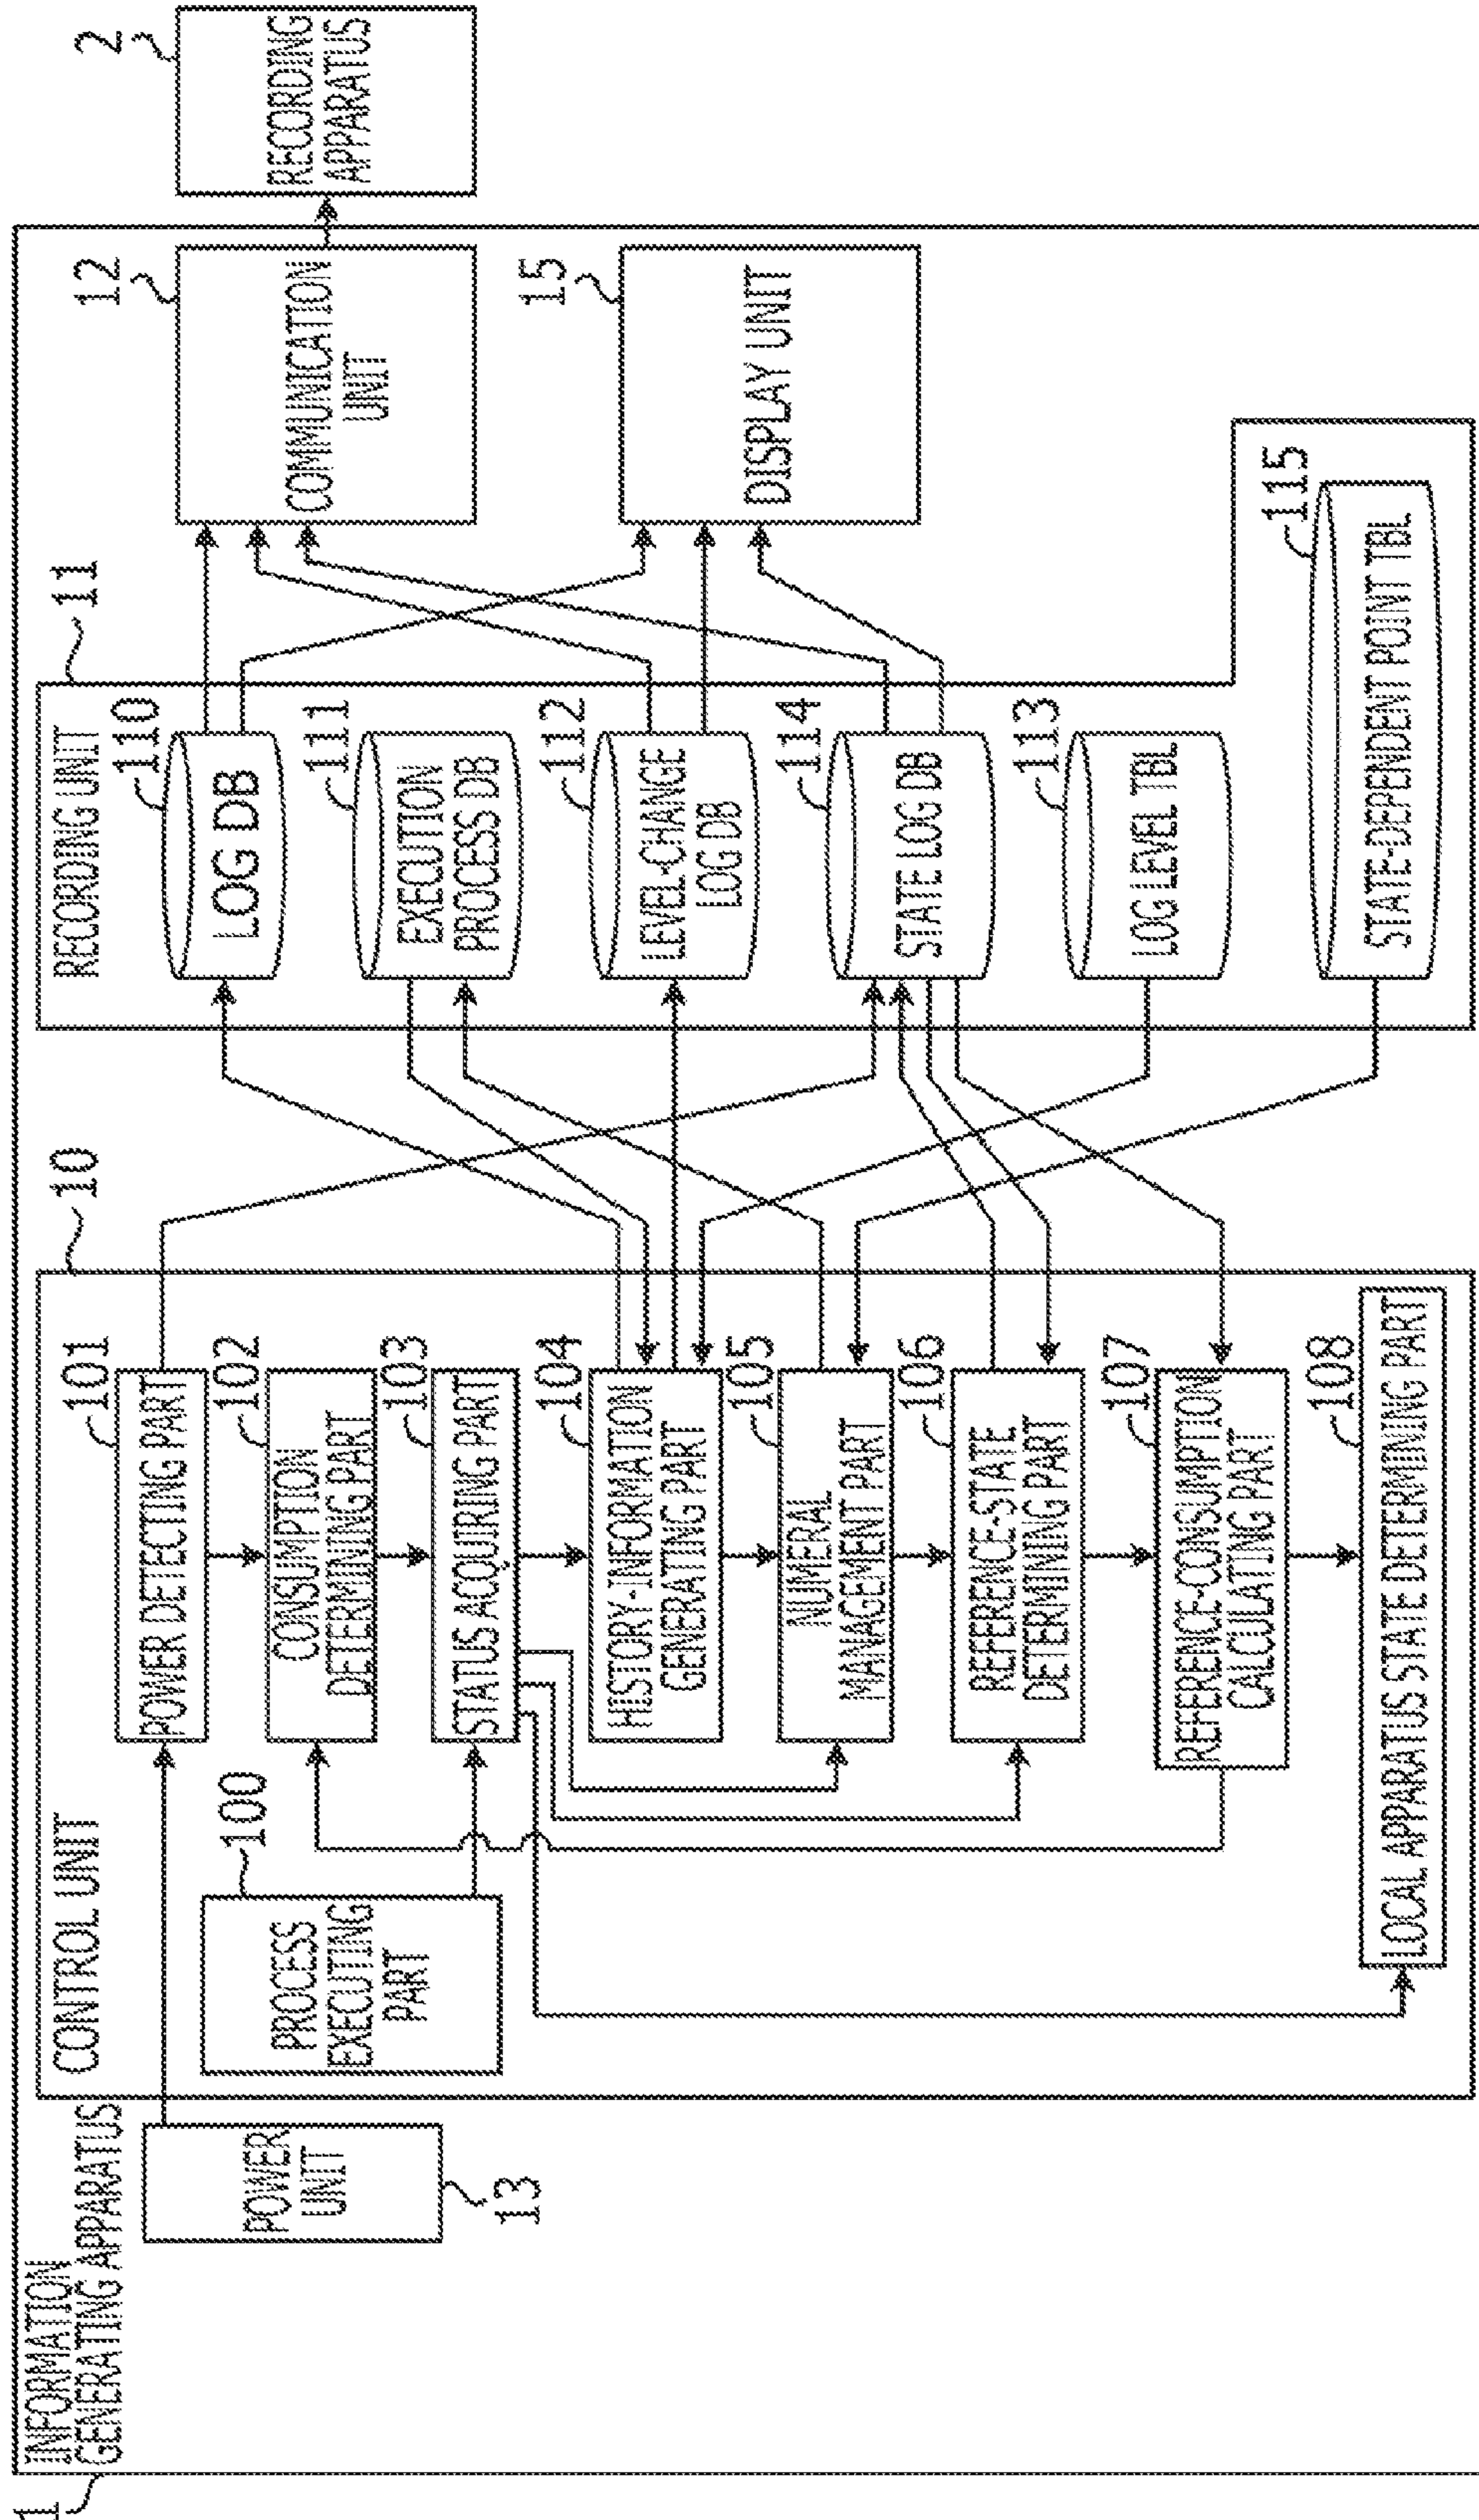 1
INFORMATION
GENERATING APPARATUS
POWER
UNIT
13
CONTROL UNIT
10
PROCESS
EXECUTING
PART
100
POWER DETECTING PART
101
CONSUMPTION
DETERMINING PART
102
STATUS ACQUIRING PART
103
HISTORY-INFORMATION
GENERATING PART
104
NUMERAL
MANAGEMENT PART
105
REFERENCE-STATE
DETERMINING PART
106
REFERENCE-CONSUMPTION
CALCULATING PART
107
LOCAL APPARATUS STATE DETERMINING PART
108
RECORDING UNIT
11
LOG DB
110
EXECUTION
PROCESS DB
111
LEVEL-CHANGE
LOG DB
112
STATE LOG DB
114
LOG LEVEL TBL
113
STATE-DEPENDENT POINT TBL
115
COMMUNICATION
UNIT
12
DISPLAY UNIT
15
RECORDING
APPARATUS
2